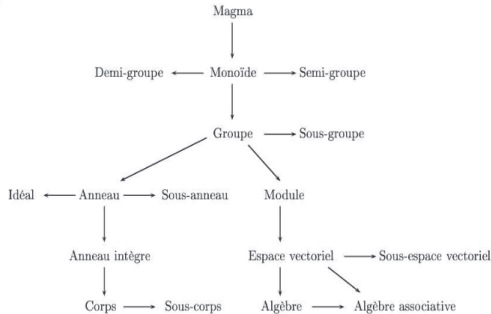 Magma
Demi-groupe Monoïde Semi-groupe
Groupe Sous-groupe
Idéal Anneau Sous-anneau Module
Anneau intègre Espace vectoriel Sous-espace vectoriel
Corps Sous-corps Algèbre Algèbre associative